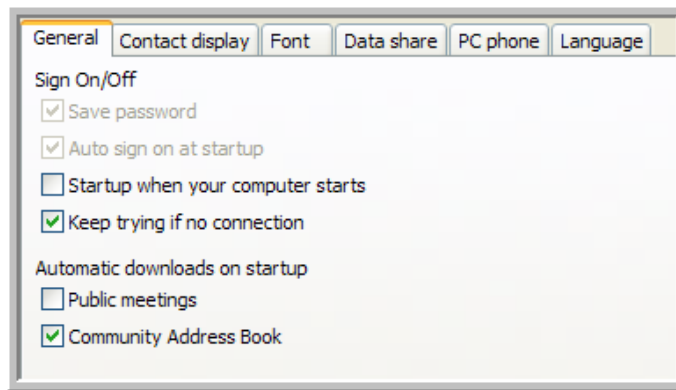 General Contact display Font Data share PC phone Language
Sign On/Off
Save password
Auto sign on at startup
Startup when your computer starts
Keep trying if no connection
Automatic downloads on startup
Public meetings
Community Address Book